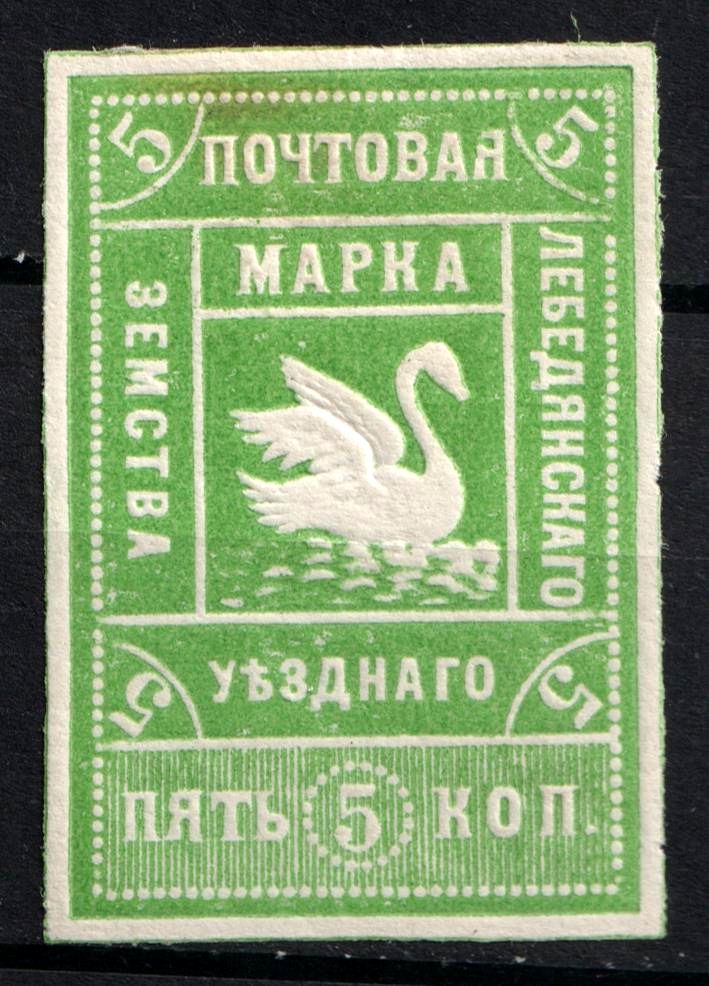 5 5
ПОЧТОВАЯ
МАРКА
ЛЕБЕДЯНСКАГО
УѢЗДНАГО
ЗЕМСТВА
5 5
ПЯТЬ 5 КОП.